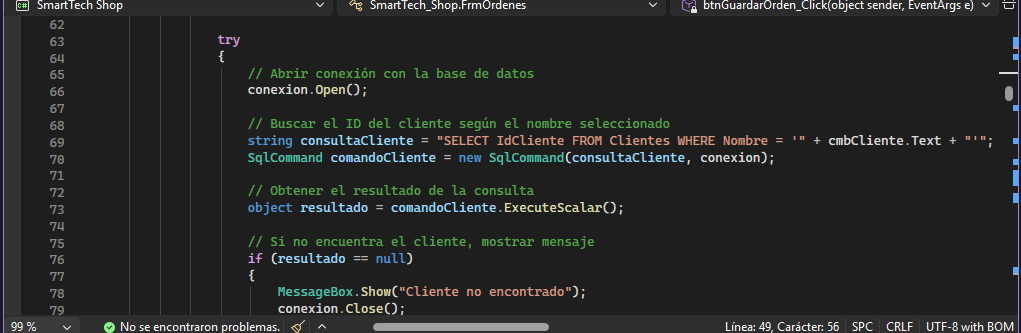 SmartTech Shop SmartTech_Shop.FrmOrdenes btnGuardarOrden_Click(object sender, EventArgs e)
62
63 try
64 {
65 // Abrir conexión con la base de datos
66 conexion.Open();
67
68 // Buscar el ID del cliente según el nombre seleccionado
69 string consultaCliente = "SELECT IdCliente FROM Clientes WHERE Nombre = '" + cmbCliente.Text + "'";
70 SqlCommand comandoCliente = new SqlCommand(consultaCliente, conexion);
71
72 // Obtener el resultado de la consulta
73 object resultado = comandoCliente.ExecuteScalar();
74
75 // Si no encuentra el cliente, mostrar mensaje
76 if (resultado == null)
77 {
78 MessageBox.Show("Cliente no encontrado");
79 conexion.Close();
99 % No se encontraron problemas. Línea: 49, Carácter: 56 SPC CRLF UTF-8 with BOM